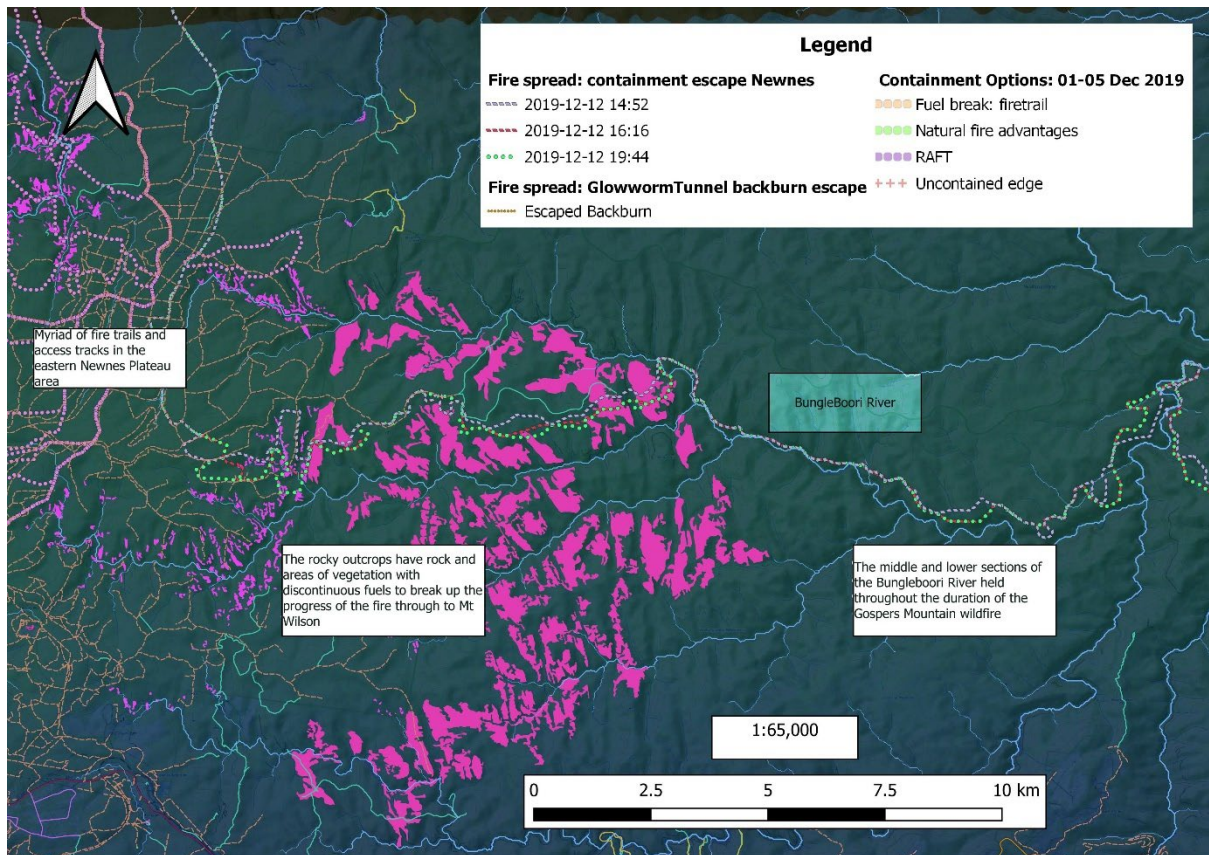 Legend
Fire spread: containment escape Newnes
2019-12-12 14:52
2019-12-12 16:16
2019-12-12 19:44
Fire spread: GlowwormTunnel backburn escape
Escaped Backburn
Containment Options: 01-05 Dec 2019
Fuel break: firetrail
Natural fire advantages
RAFT
Uncontained edge
Myriad of fire trails and
access tracks in the
eastern Newnes Plateau
area
BungleBoori River
The rocky outcrops have rock and
areas of vegetation with
discontinuous fuels to break up the
progress of the fire through to Mt
Wilson
The middle and lower sections of
the Bungleboori River held
throughout the duration of the
Gospers Mountain wildfire
1:65,000
0 2.5 5 7.5 10 km